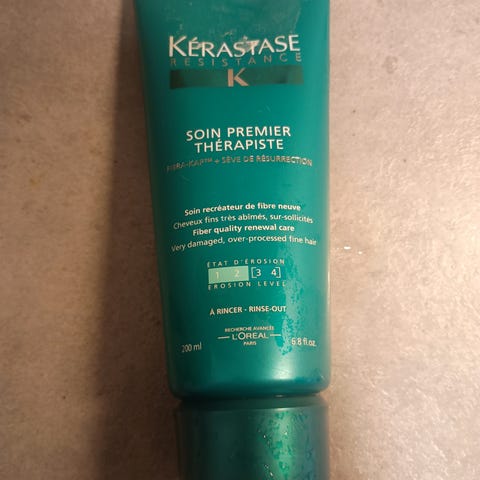 KÉRASTASE
RESISTANCE
K
SOIN PREMIER
THÉRAPISTE
FIBRA-KAP™ + SÈVE DE RÉSURRECTION
Soin recréateur de fibre neuve
Cheveux fins très abîmés, sur-sollicités
Fiber quality renewal care
Very damaged, over-processed fine hair
ÉTAT D'ÉROSION
1 2 [3 4]
EROSION LEVEL
À RINCER - RINSE-OUT
RECHERCHE AVANCÉE
L'ORÉAL
PARIS
200 ml 6.8 fl.oz.